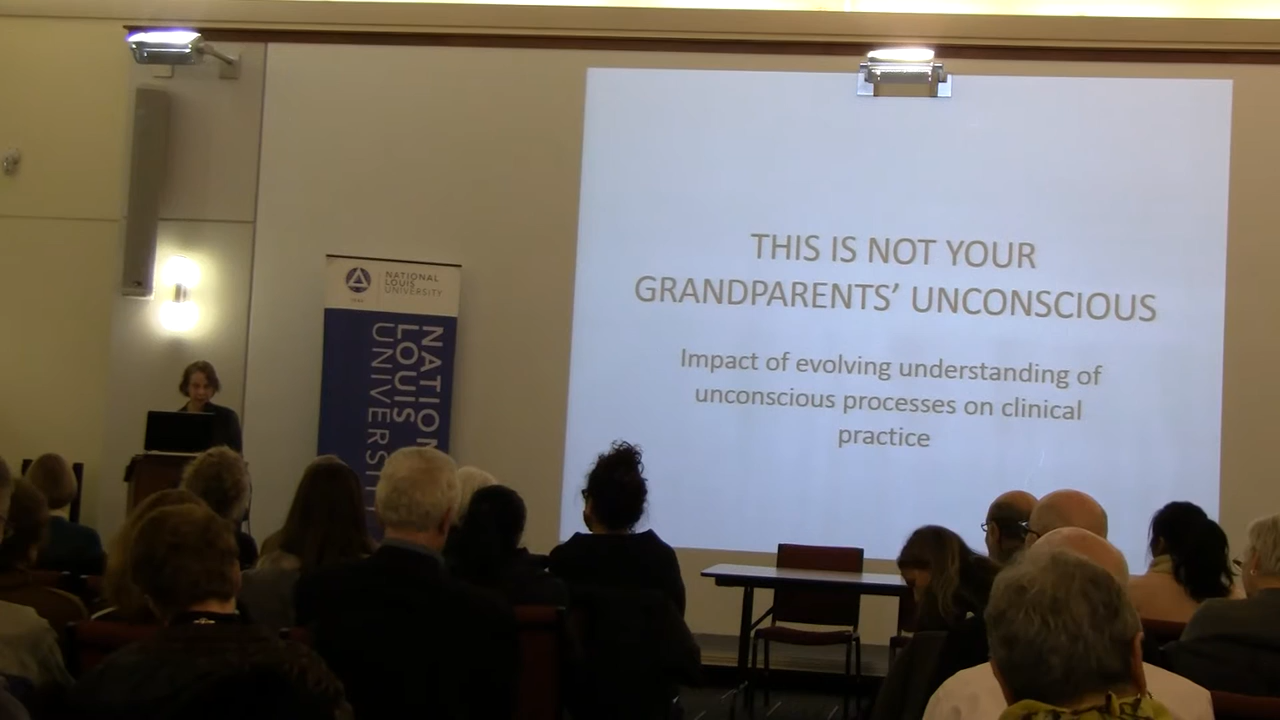 NATIONAL
LOUIS
UNIVERSITY
NATION
LOUIS
UNIVERSIT
THIS IS NOT YOUR
GRANDPARENTS' UNCONSCIOUS
Impact of evolving understanding of
unconscious processes on clinical
practice